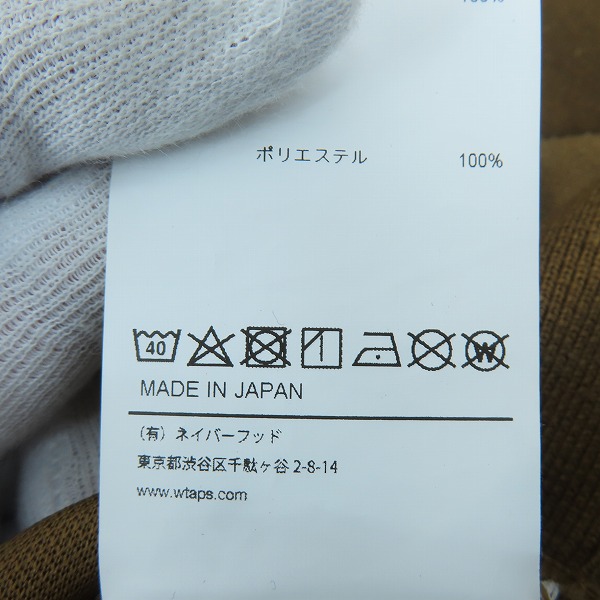 100%
ポリエステル 100%
40 W
MADE IN JAPAN
(有) ネイバーフッド
東京都渋谷区千駄ヶ谷 2-8-14
www.wtaps.com